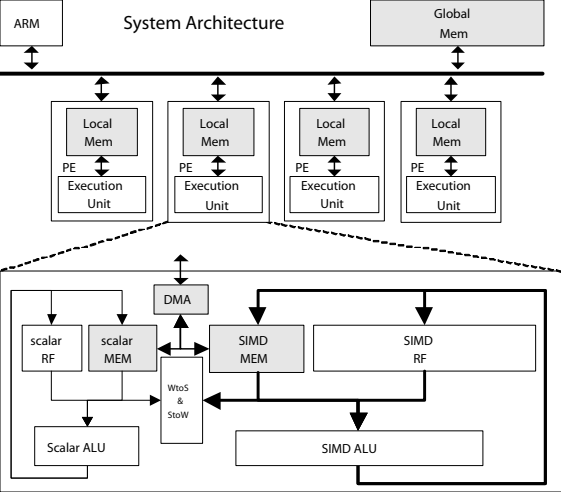 ARM
System Architecture
Global
Mem
Local
Mem
PE
Execution
Unit
Local
Mem
PE
Execution
Unit
Local
Mem
PE
Execution
Unit
Local
Mem
PE
Execution
Unit
DMA
scalar
RF
scalar
MEM
SIMD
MEM
SIMD
RF
WtoS
&
StoW
Scalar ALU
SIMD ALU